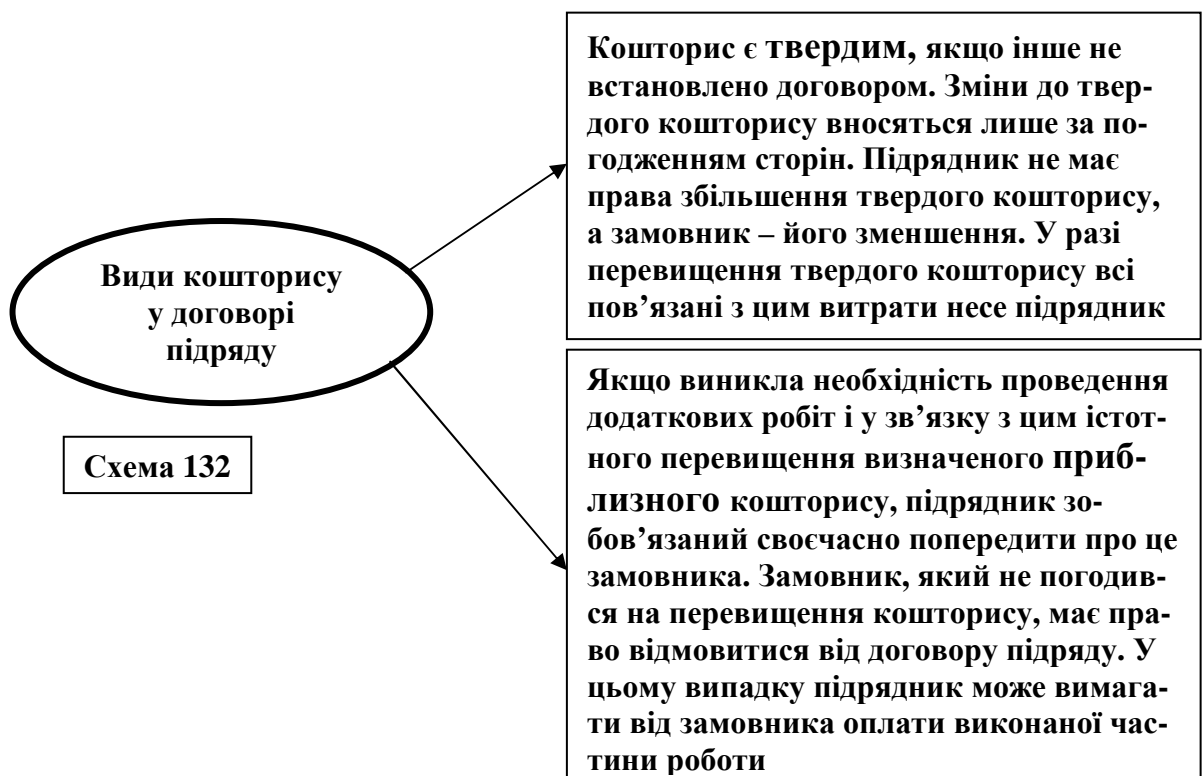 Кошторис є твердим, якщо інше не
встановлено договором. Зміни до твер-
дого кошторису вносяться лише за по-
годженням сторін. Підрядник не має
права збільшення твердого кошторису,
а замовник – його зменшення. У разі
перевищення твердого кошторису всі
пов’язані з цим витрати несе підрядник
Види кошторису
у договорі
підряду
Схема 132
Якщо виникла необхідність проведення
додаткових робіт і у зв’язку з цим істот-
ного перевищення визначеного приб-
лизного кошторису, підрядник зо-
бов’язаний своєчасно попередити про це
замовника. Замовник, який не погодив-
ся на перевищення кошторису, має пра-
во відмовитися від договору підряду. У
цьому випадку підрядник може вимага-
ти від замовника оплати виконаної час-
тини роботи